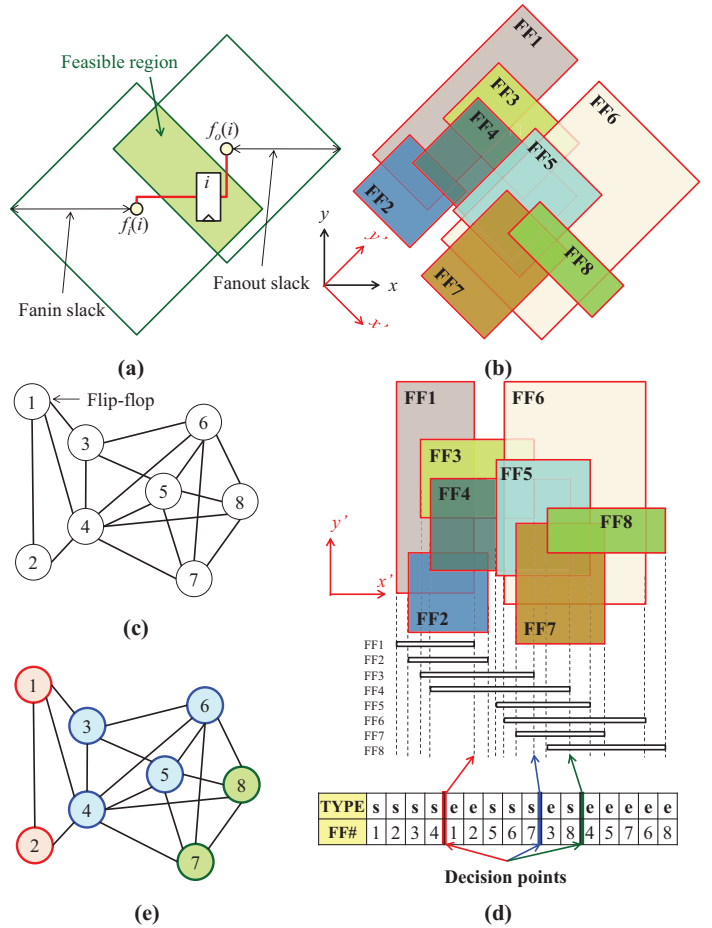 Feasible region
f_o(i)
i
f_i(i)
Fanout slack
Fanin slack
(a)
y
x
y'
x'
FF1
FF3
FF6
FF4
FF5
FF2
FF8
FF7
(b)
1
Flip-flop
6
3
5
8
4
2
7
(c)
FF1
FF6
FF3
FF5
FF4
FF8
y'
x'
FF2
FF7
FF1
FF2
FF3
FF4
FF5
FF6
FF7
FF8
TYPE s s s s e e s s s e s e e e e e
FF# 1 2 3 4 1 2 5 6 7 3 8 4 5 7 6 8
Decision points
(d)
1
6
3
5
8
4
2
7
(e)